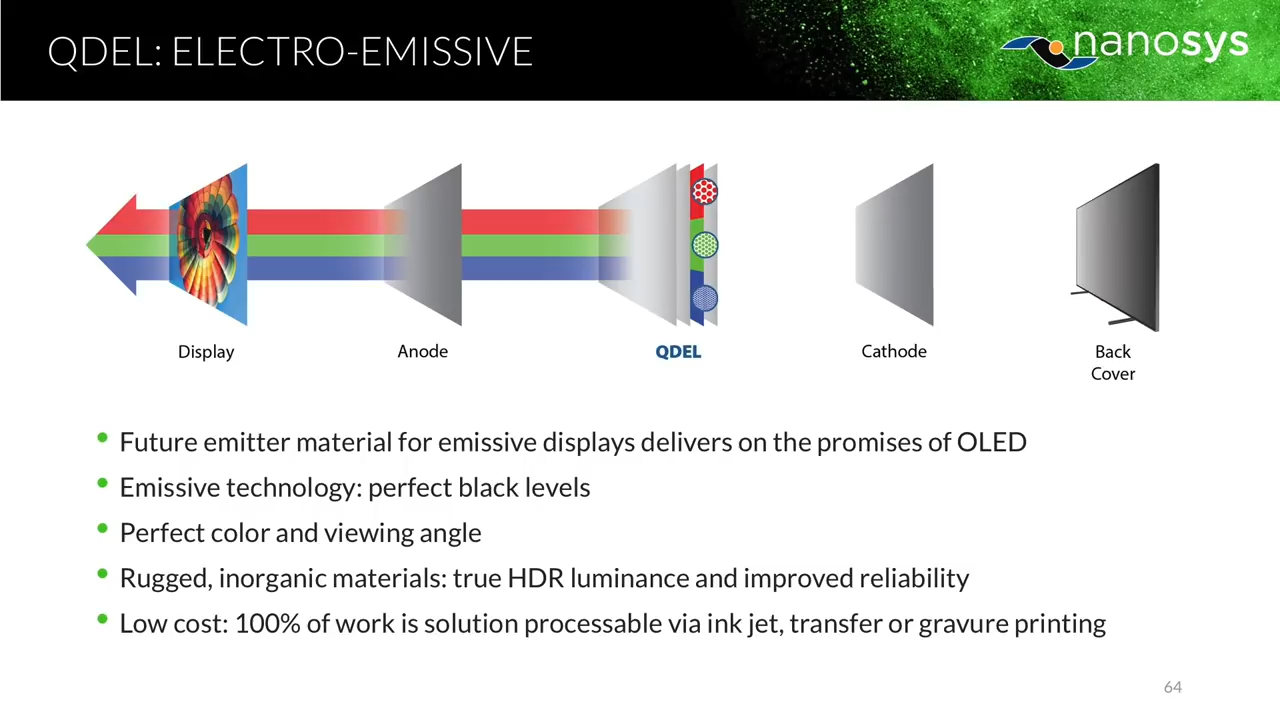 QDEL: ELECTRO-EMISSIVE
nanosys
Display
Anode
QDEL
Cathode
Back
Cover
• Future emitter material for emissive displays delivers on the promises of OLED
• Emissive technology: perfect black levels
• Perfect color and viewing angle
• Rugged, inorganic materials: true HDR luminance and improved reliability
• Low cost: 100% of work is solution processable via ink jet, transfer or gravure printing
64